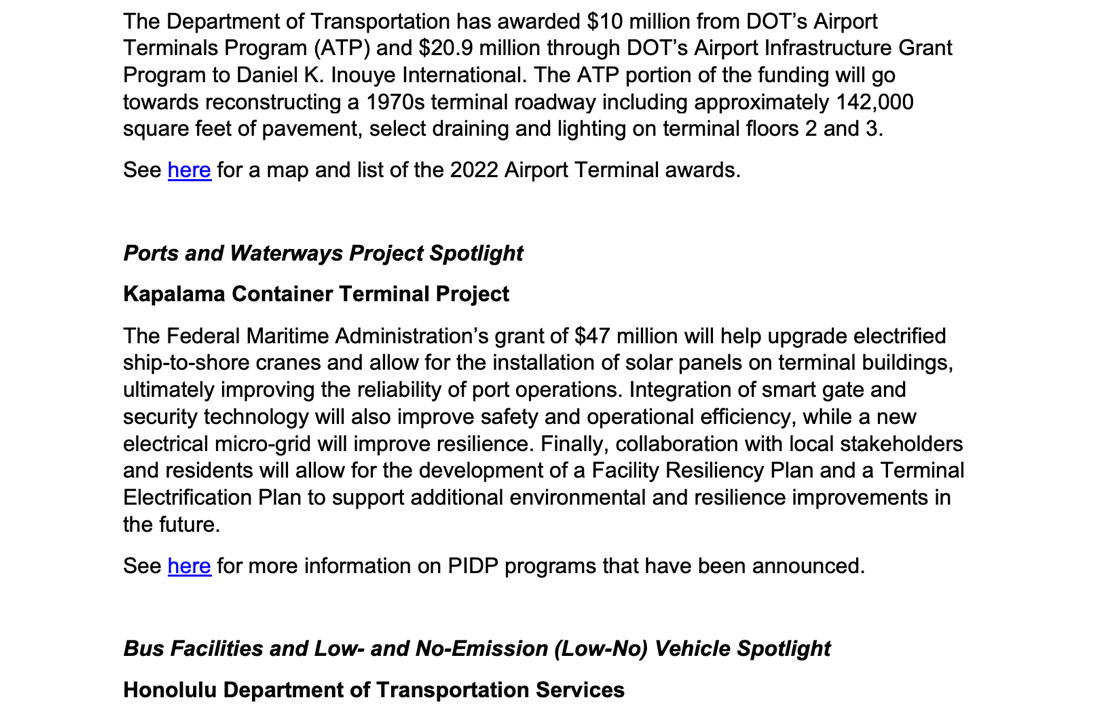 The Department of Transportation has awarded $10 million from DOT’s Airport
Terminals Program (ATP) and $20.9 million through DOT’s Airport Infrastructure Grant
Program to Daniel K. Inouye International. The ATP portion of the funding will go
towards reconstructing a 1970s terminal roadway including approximately 142,000
square feet of pavement, select draining and lighting on terminal floors 2 and 3.
See here for a map and list of the 2022 Airport Terminal awards.
Ports and Waterways Project Spotlight
Kapalama Container Terminal Project
The Federal Maritime Administration’s grant of $47 million will help upgrade electrified
ship-to-shore cranes and allow for the installation of solar panels on terminal buildings,
ultimately improving the reliability of port operations. Integration of smart gate and
security technology will also improve safety and operational efficiency, while a new
electrical micro-grid will improve resilience. Finally, collaboration with local stakeholders
and residents will allow for the development of a Facility Resiliency Plan and a Terminal
Electrification Plan to support additional environmental and resilience improvements in
the future.
See here for more information on PIDP programs that have been announced.
Bus Facilities and Low- and No-Emission (Low-No) Vehicle Spotlight
Honolulu Department of Transportation Services